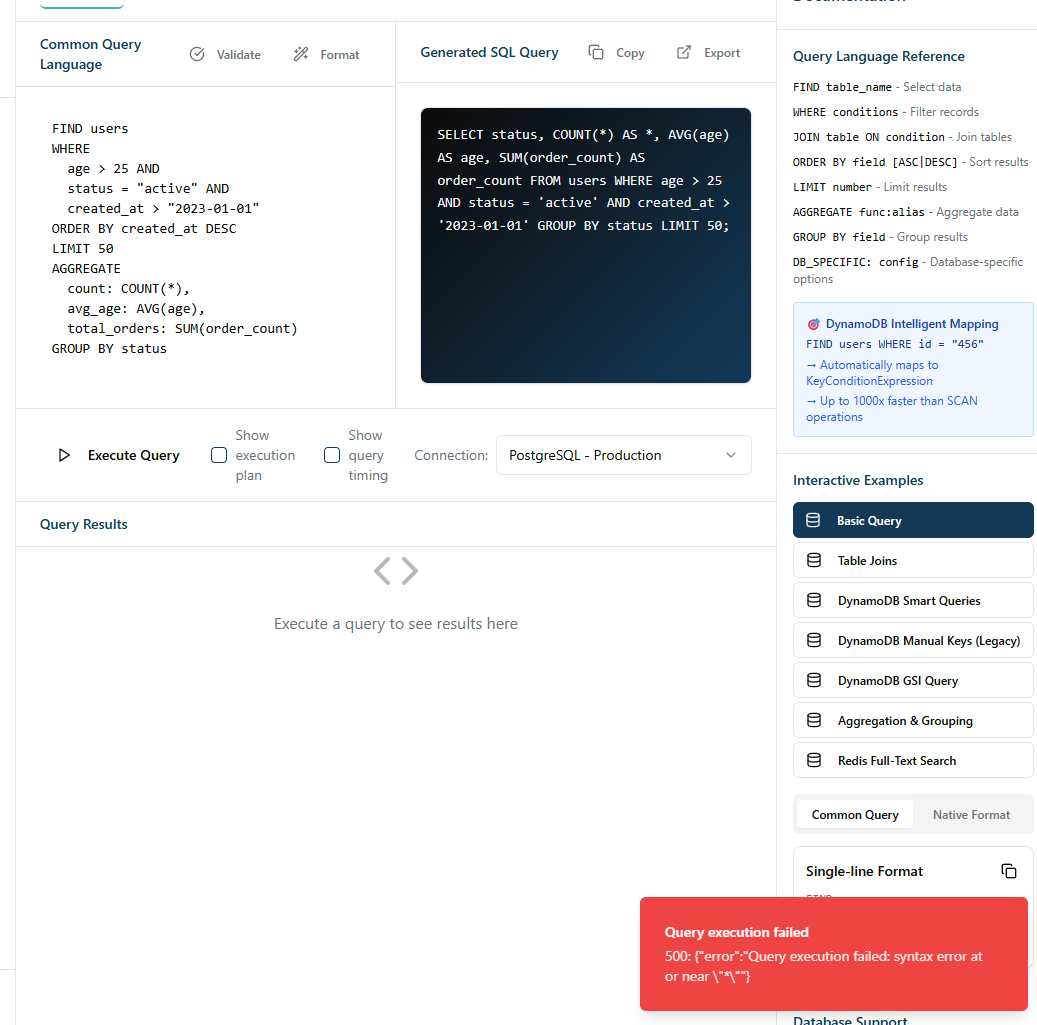 Documentation
Common Query
Language
Validate
Format
Generated SQL Query
Copy
Export
FIND users
WHERE
age > 25 AND
status = "active" AND
created_at > "2023-01-01"
ORDER BY created_at DESC
LIMIT 50
AGGREGATE
count: COUNT(*),
avg_age: AVG(age),
total_orders: SUM(order_count)
GROUP BY status
SELECT status, COUNT(*) AS *, AVG(age)
AS age, SUM(order_count) AS
order_count FROM users WHERE age > 25
AND status = 'active' AND created_at >
'2023-01-01' GROUP BY status LIMIT 50;
Execute Query
Show
execution
plan
Show
query
timing
Connection:
PostgreSQL - Production
Query Results
Execute a query to see results here
Query Language Reference
FIND table_name - Select data
WHERE conditions - Filter records
JOIN table ON condition - Join tables
ORDER BY field [ASC|DESC] - Sort results
LIMIT number - Limit results
AGGREGATE func:alias - Aggregate data
GROUP BY field - Group results
DB_SPECIFIC: config - Database-specific
options
🎯 DynamoDB Intelligent Mapping
FIND users WHERE id = "456"
→ Automatically maps to
KeyConditionExpression
→ Up to 1000x faster than SCAN
operations
Interactive Examples
Basic Query
Table Joins
DynamoDB Smart Queries
DynamoDB Manual Keys (Legacy)
DynamoDB GSI Query
Aggregation & Grouping
Redis Full-Text Search
Common Query
Native Format
Single-line Format
FIND
Query execution failed
500: {"error":"Query execution failed: syntax error at
or near \"*\""}
Database Support